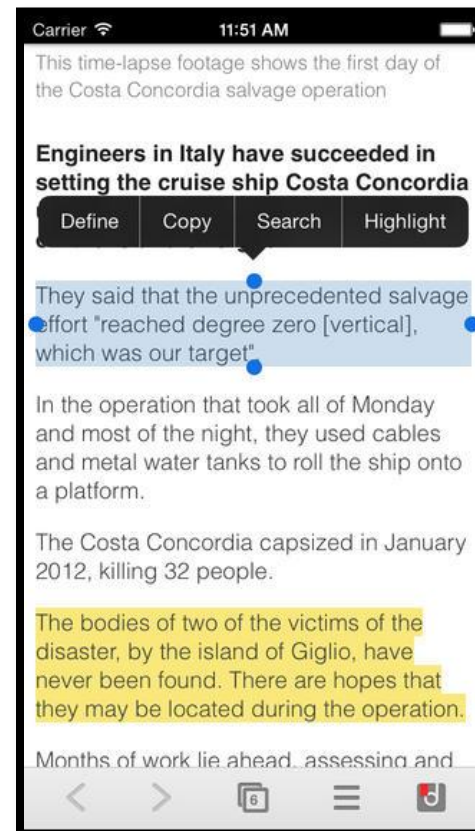 Carrier 11:51 AM
This time-lapse footage shows the first day of
the Costa Concordia salvage operation
Engineers in Italy have succeeded in
setting the cruise ship Costa Concordia
Define Copy Search Highlight
They said that the unprecedented salvage
effort "reached degree zero [vertical],
which was our target".
In the operation that took all of Monday
and most of the night, they used cables
and metal water tanks to roll the ship onto
a platform.
The Costa Concordia capsized in January
2012, killing 32 people.
The bodies of two of the victims of the
disaster, by the island of Giglio, have
never been found. There are hopes that
they may be located during the operation.
Months of work lie ahead, assessing and
6 d